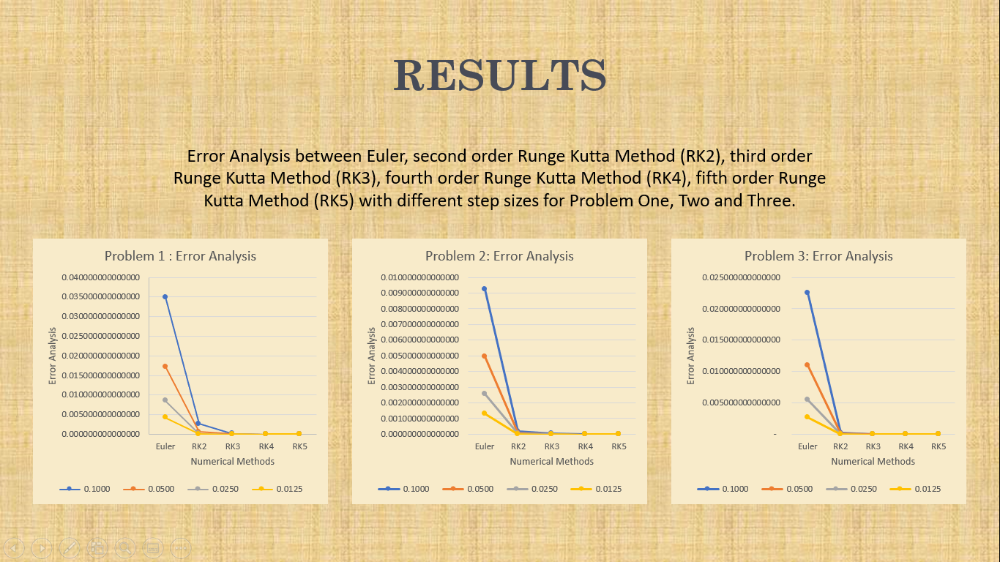 RESULTS
Error Analysis between Euler, second order Runge Kutta Method (RK2), third order
Runge Kutta Method (RK3), fourth order Runge Kutta Method (RK4), fifth order Runge
Kutta Method (RK5) with different step sizes for Problem One, Two and Three.
Problem 1 : Error Analysis
0.040000000000000
0.035000000000000
0.030000000000000
0.025000000000000
0.020000000000000
0.015000000000000
0.010000000000000
0.005000000000000
0.000000000000000
Error Analysis
Euler RK2 RK3 RK4 RK5
Numerical Methods
0.1000 0.0500 0.0250 0.0125
Problem 2: Error Analysis
0.010000000000000
0.009000000000000
0.008000000000000
0.007000000000000
0.006000000000000
0.005000000000000
0.004000000000000
0.003000000000000
0.002000000000000
0.001000000000000
0.000000000000000
Error Analysis
Euler RK2 RK3 RK4 RK5
Numerical Methods
0.1000 0.0500 0.0250 0.0125
Problem 3: Error Analysis
0.025000000000000
0.020000000000000
0.015000000000000
0.010000000000000
0.005000000000000
-
Error Analysis
Euler RK2 RK3 RK4 RK5
Numerical Methods
0.1000 0.0500 0.0250 0.0125